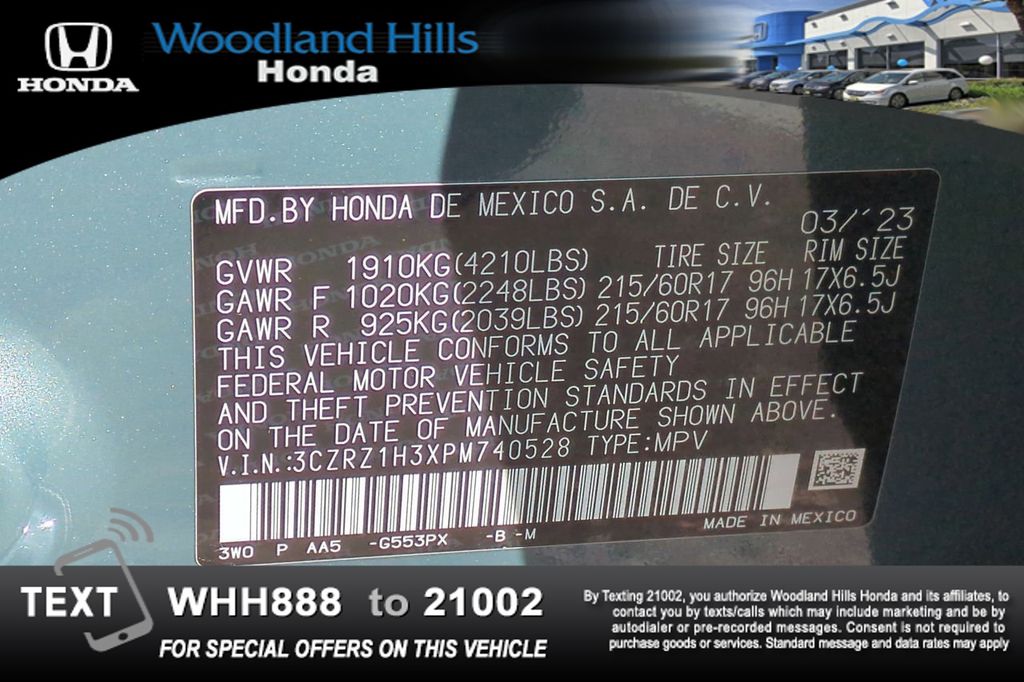 HONDA
Woodland Hills
Honda
MFD.BY HONDA DE MEXICO S.A. DE C.V.
03/'23
GVWR 1910KG(4210LBS) TIRE SIZE RIM SIZE
GAWR F 1020KG(2248LBS) 215/60R17 96H 17X6.5J
GAWR R 925KG(2039LBS) 215/60R17 96H 17X6.5J
THIS VEHICLE CONFORMS TO ALL APPLICABLE
FEDERAL MOTOR VEHICLE SAFETY
AND THEFT PREVENTION STANDARDS IN EFFECT
ON THE DATE OF MANUFACTURE SHOWN ABOVE.
V.I.N.:3CZRZ1H3XPM740528 TYPE:MPV
MADE IN MEXICO
3WO P AA5 -G553PX -B -M
TEXT WHH888 to 21002
FOR SPECIAL OFFERS ON THIS VEHICLE
By Texting 21002, you authorize Woodland Hills Honda and its affiliates, to
contact you by texts/calls which may include marketing and be by
autodialer or pre-recorded messages. Consent is not required to
purchase goods or services. Standard message and data rates may apply